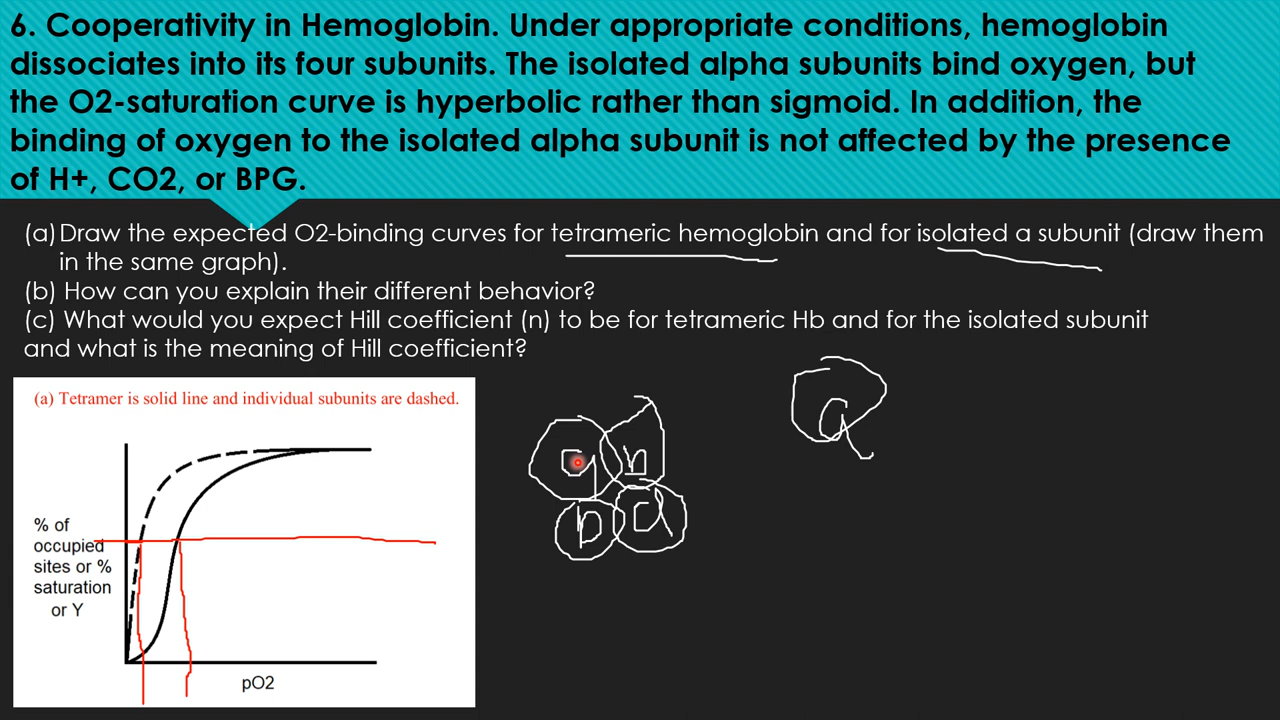 6. Cooperativity in Hemoglobin. Under appropriate conditions, hemoglobin
dissociates into its four subunits. The isolated alpha subunits bind oxygen, but
the O2-saturation curve is hyperbolic rather than sigmoid. In addition, the
binding of oxygen to the isolated alpha subunit is not affected by the presence
of H+, CO2, or BPG.
(a) Draw the expected O2-binding curves for tetrameric hemoglobin and for isolated a subunit (draw them
in the same graph).
(b) How can you explain their different behavior?
(c) What would you expect Hill coefficient (n) to be for tetrameric Hb and for the isolated subunit
and what is the meaning of Hill coefficient?
(a) Tetramer is solid line and individual subunits are dashed.
% of
occupied
sites or %
saturation
or Y
pO2